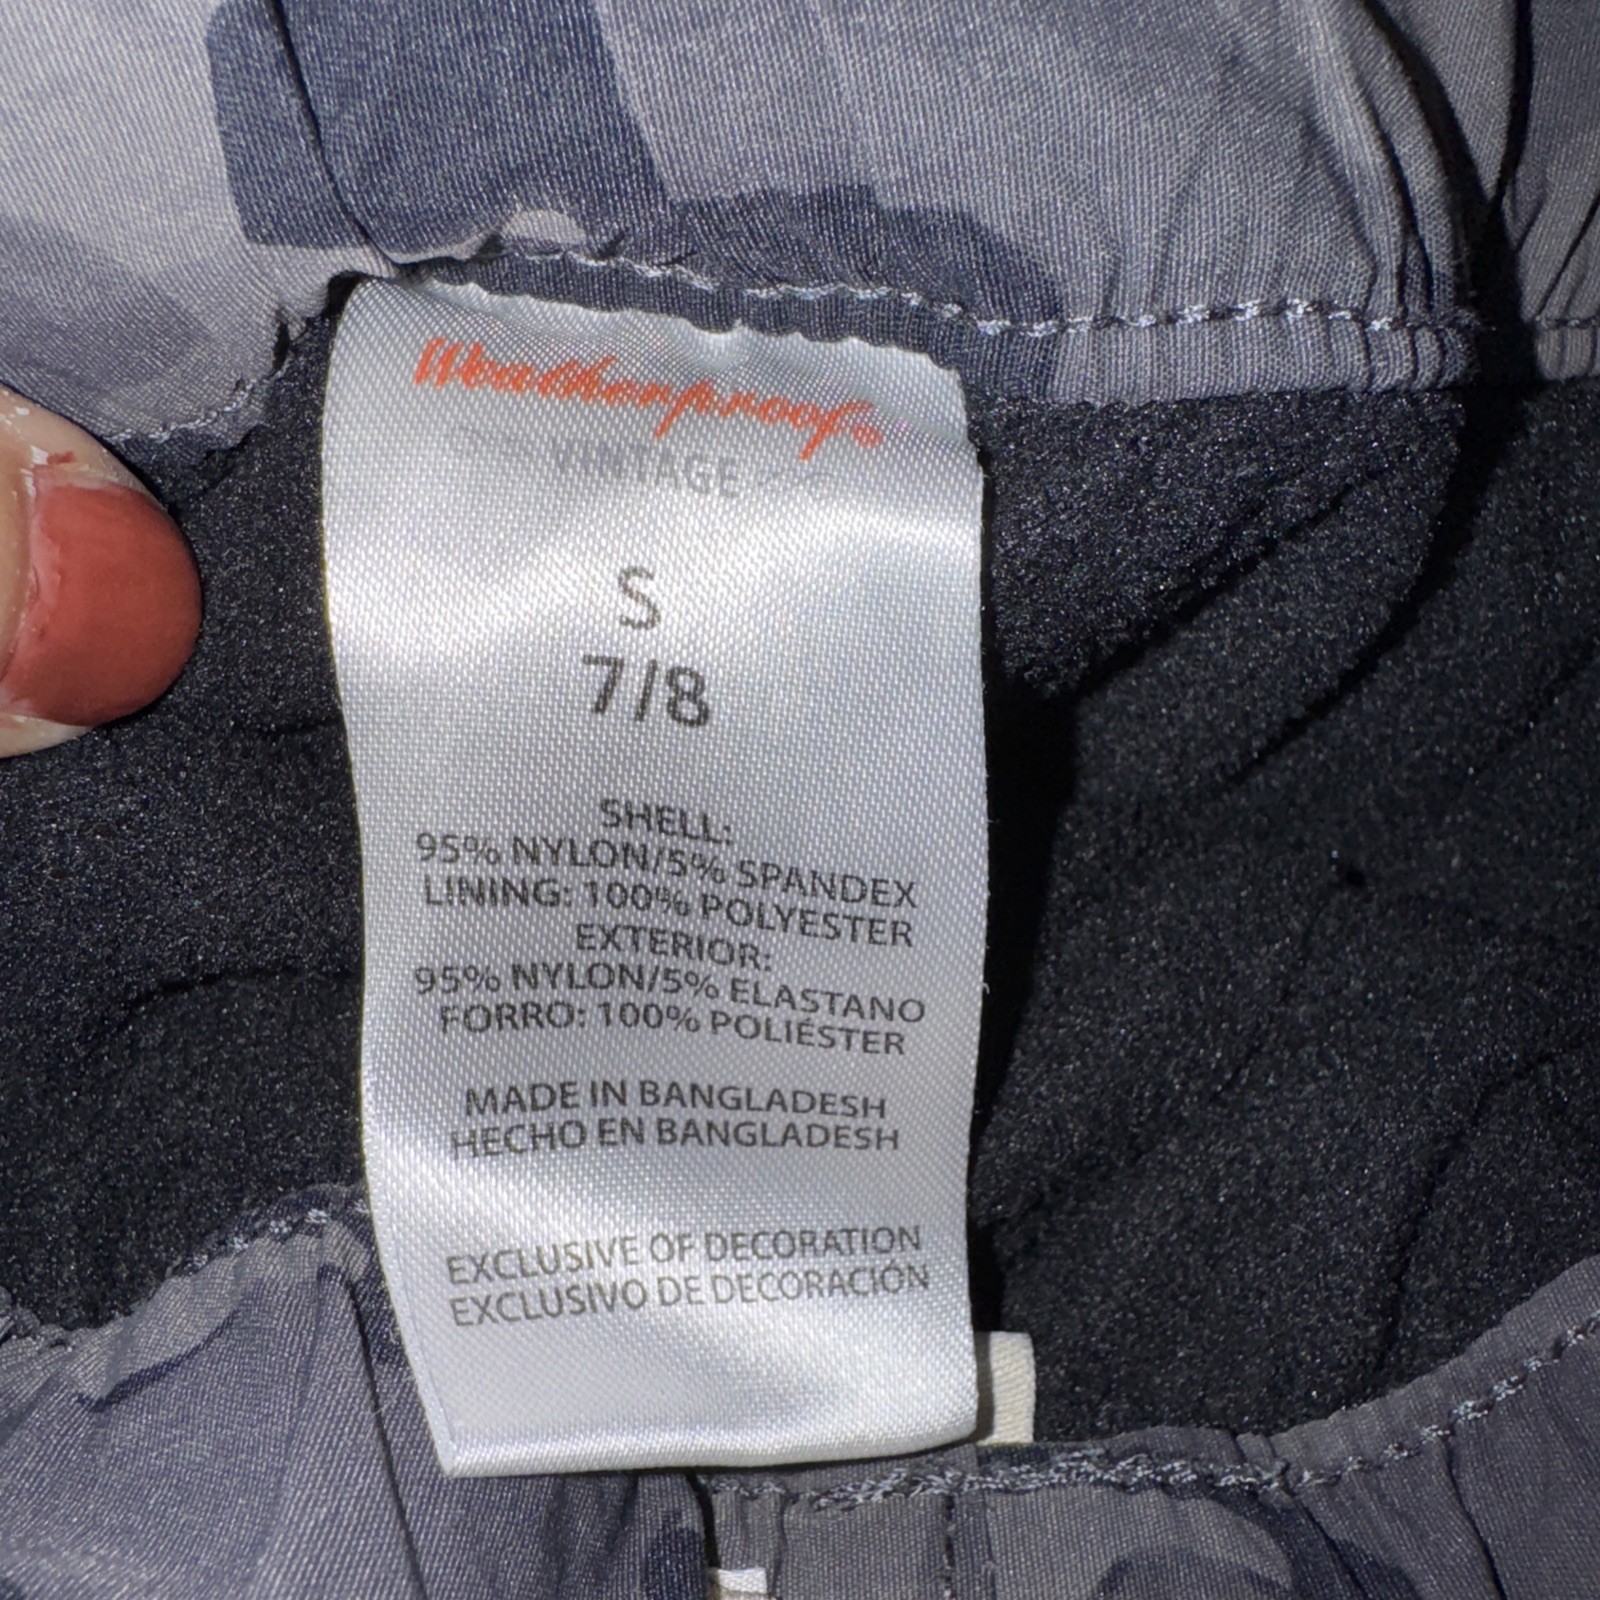 Weatherproof®
VINTAGE
S
7/8
SHELL:
95% NYLON/5% SPANDEX
LINING: 100% POLYESTER
EXTERIOR:
95% NYLON/5% ELASTANO
FORRO: 100% POLIÉSTER
MADE IN BANGLADESH
HECHO EN BANGLADESH
EXCLUSIVE OF DECORATION
EXCLUSIVO DE DECORACIÓN